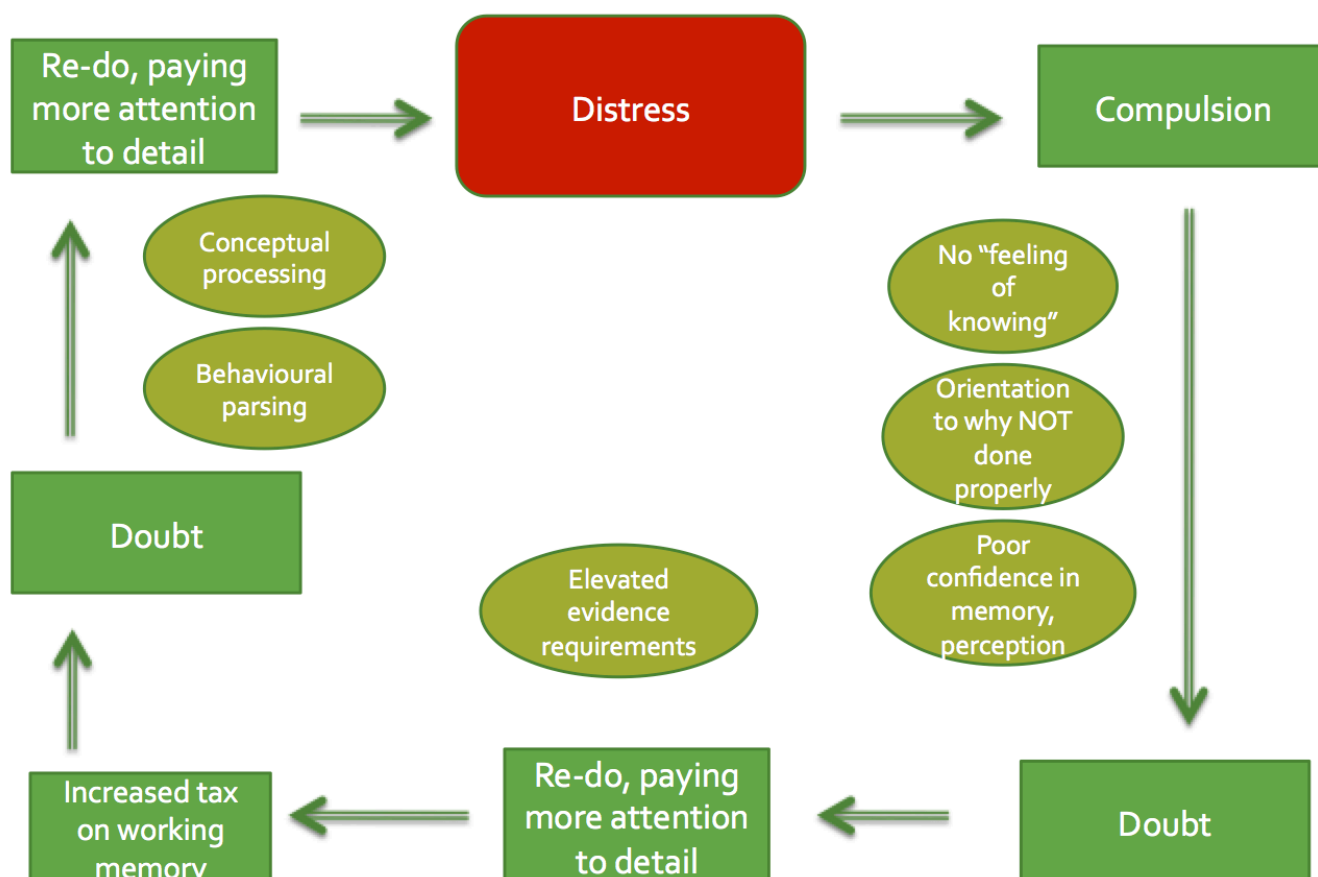 Re-do, paying
more attention
to detail
Distress
Compulsion
Conceptual
processing
Behavioural
parsing
No “feeling
of
knowing”
Orientation
to why NOT
done
properly
Poor
confidence in
memory,
perception
Doubt
Elevated
evidence
requirements
Increased tax
on working
memory
Re-do, paying
more attention
to detail
Doubt